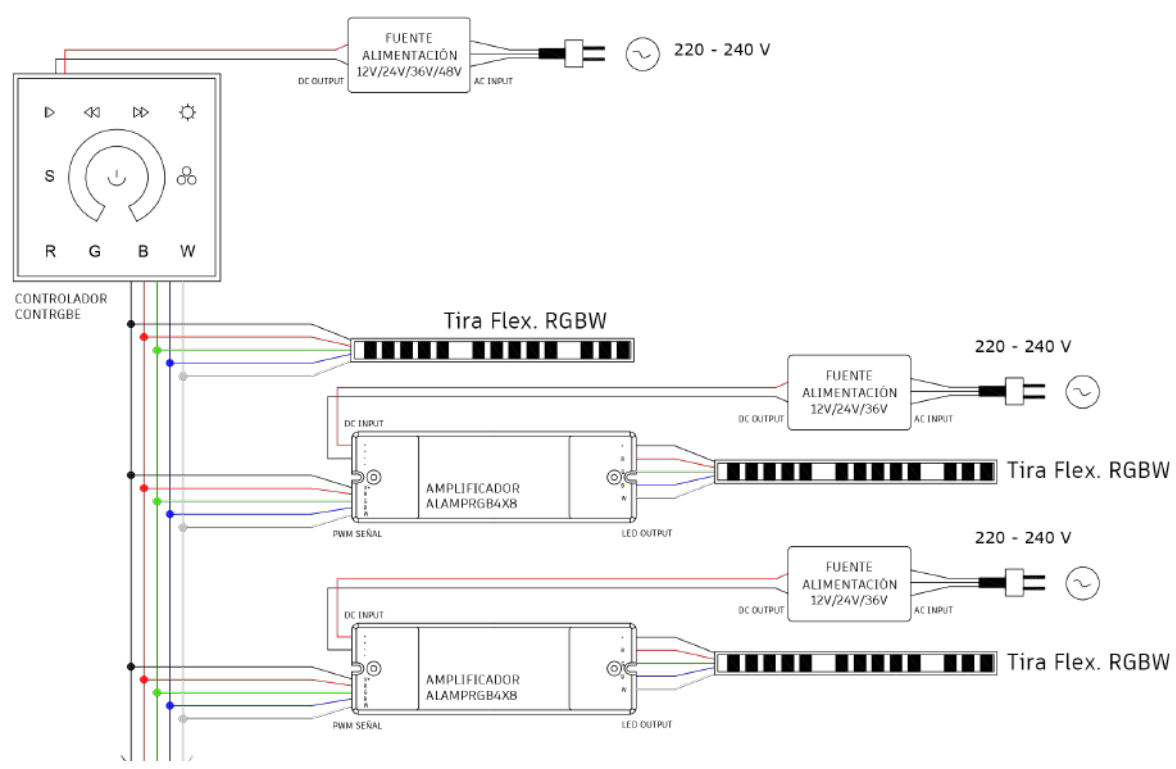 FUENTE
ALIMENTACIÓN
12V/24V/36V/48V
DC OUTPUT
AC INPUT
220 - 240 V
S
R G B W
CONTROLADOR
CONTRGBE
Tira Flex. RGBW
220 - 240 V
FUENTE
ALIMENTACIÓN
12V/24V/36V
DC OUTPUT
AC INPUT
DC INPUT
AMPLIFICADOR
ALAMPRGB4X8
Tira Flex. RGBW
PWM SEÑAL
LED OUTPUT
220 - 240 V
FUENTE
ALIMENTACIÓN
12V/24V/36V
DC OUTPUT
AC INPUT
DC INPUT
AMPLIFICADOR
ALAMPRGB4X8
Tira Flex. RGBW
PWM SEÑAL
LED OUTPUT